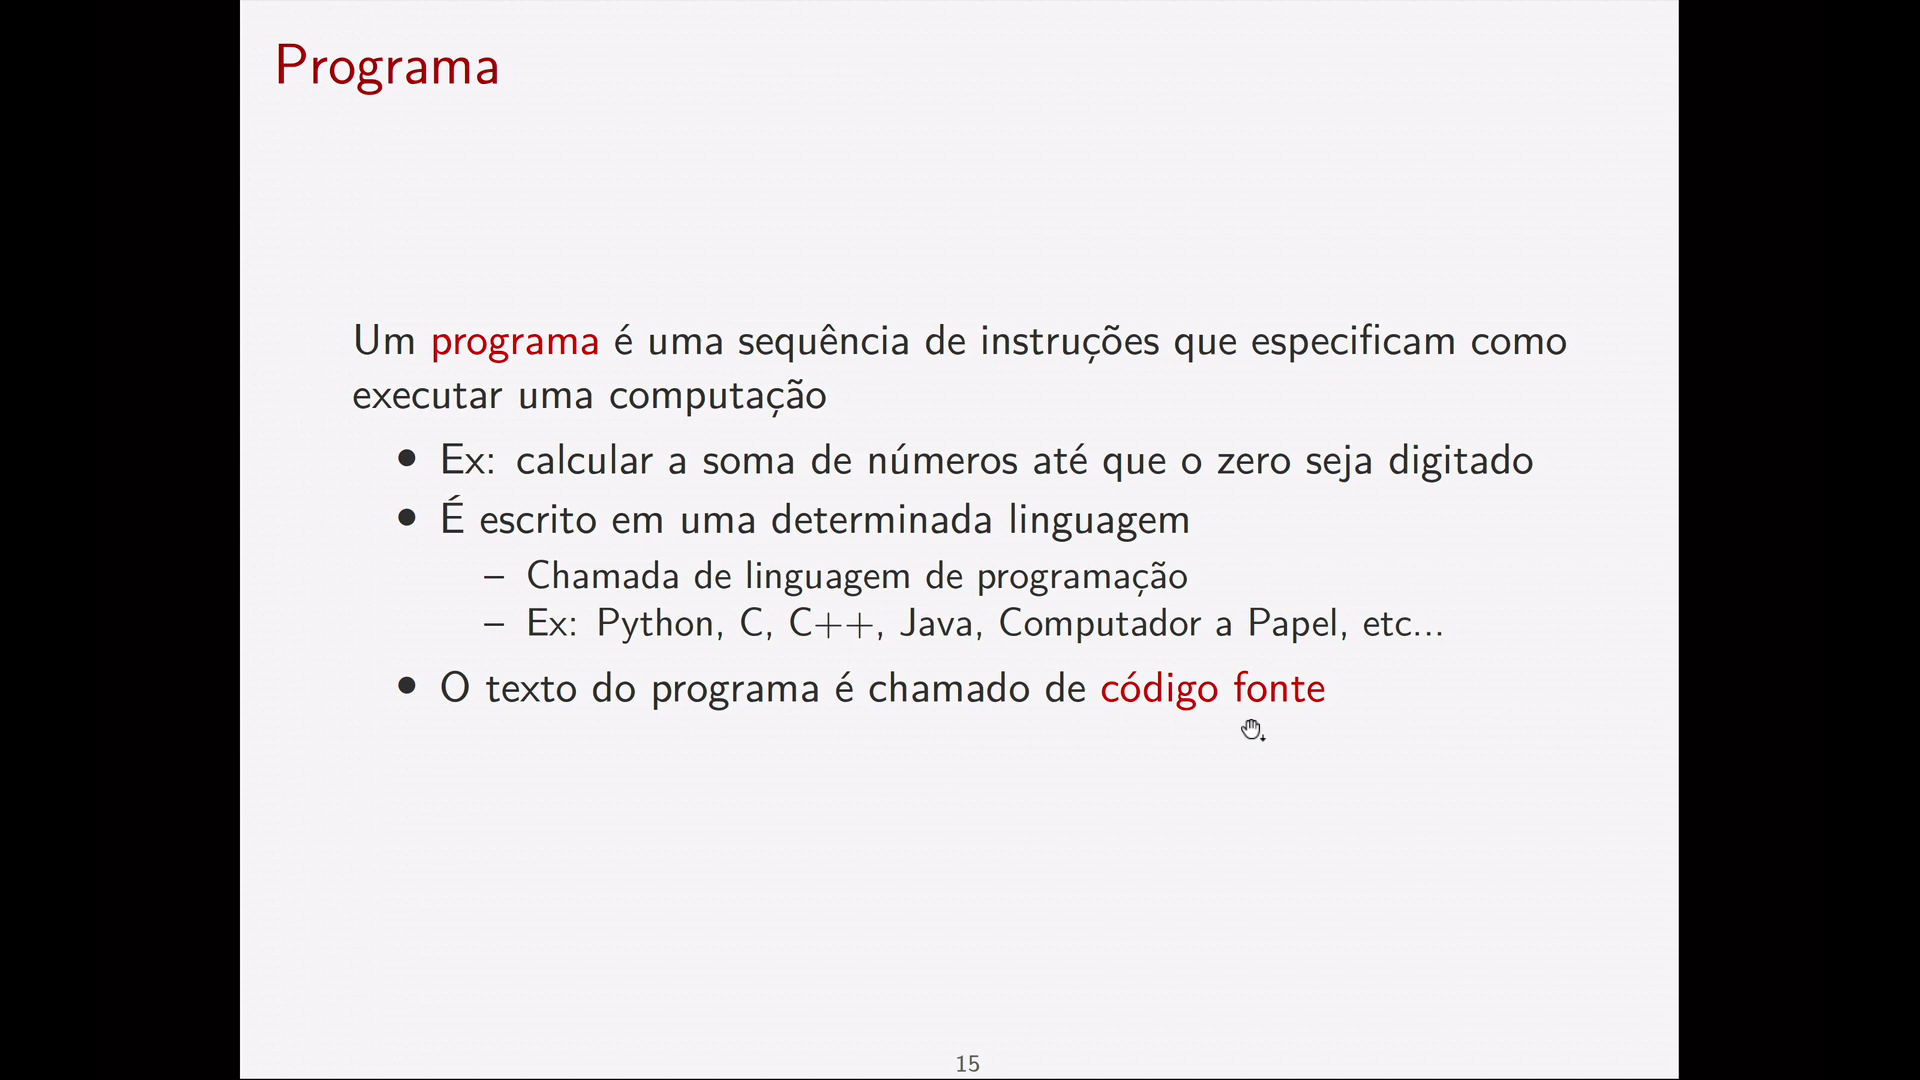 Programa
Um programa é uma sequência de instruções que especificam como
executar uma computação
• Ex: calcular a soma de números até que o zero seja digitado
• É escrito em uma determinada linguagem
– Chamada de linguagem de programação
– Ex: Python, C, C++, Java, Computador a Papel, etc...
• O texto do programa é chamado de código fonte
15